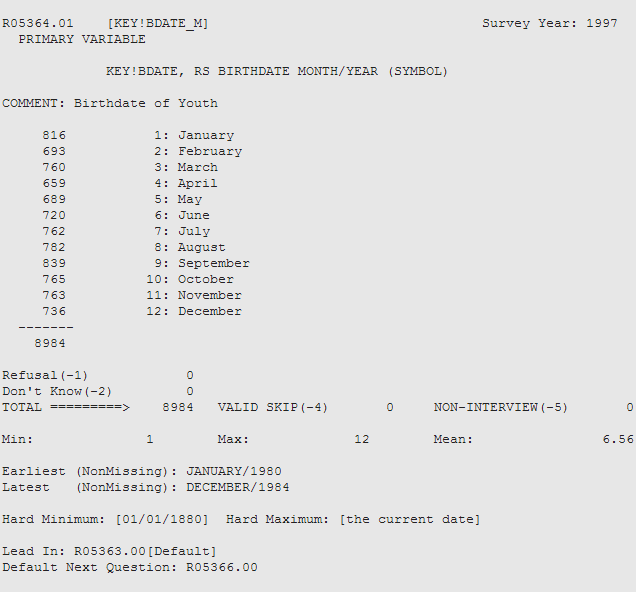 R05364.01    [KEY!BDATE_M]                                  Survey Year: 1997
  PRIMARY VARIABLE
             KEY!BDATE, RS BIRTHDATE MONTH/YEAR (SYMBOL)
COMMENT: Birthdate of Youth
     816           1: January
     693           2: February
     760           3: March
     659           4: April
     689           5: May
     720           6: June
     762           7: July
     782           8: August
     839           9: September
     765          10: October
     763          11: November
     736          12: December
  -------
    8984
Refusal(-1)            0
Don't Know(-2)         0
TOTAL =========>    8984   VALID SKIP(-4)       0     NON-INTERVIEW(-5)       0
Min:              1        Max:             12        Mean:                6.56
Earliest (NonMissing): JANUARY/1980
Latest   (NonMissing): DECEMBER/1984
Hard Minimum: [01/01/1880]  Hard Maximum: [the current date]
Lead In: R05363.00[Default]
Default Next Question: R05366.00